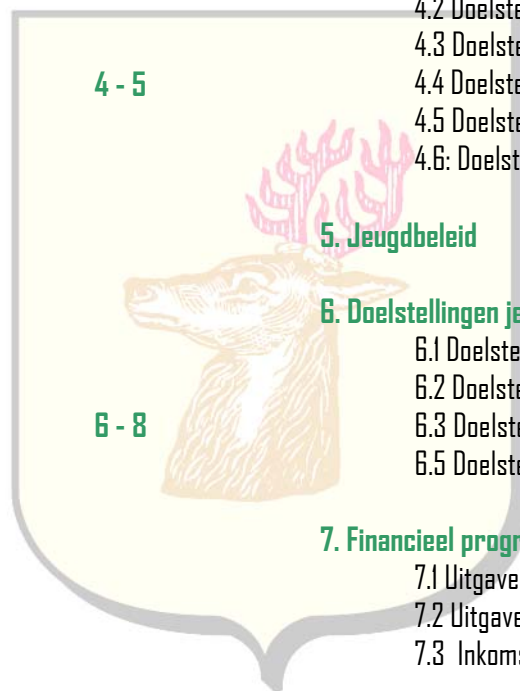 4.2 Doelste
4.3 Doelste
4 - 5
4.4 Doelste
4.5 Doelste
4.6: Doelst
5. Jeugdbeleid
6. Doelstellingen je
6.1 Doelste
6.2 Doelste
6 - 8
6.3 Doelste
6.5 Doelste
7. Financieel progr
7.1 Uitgave
7.2 Uitgave
7.3 Inkoms